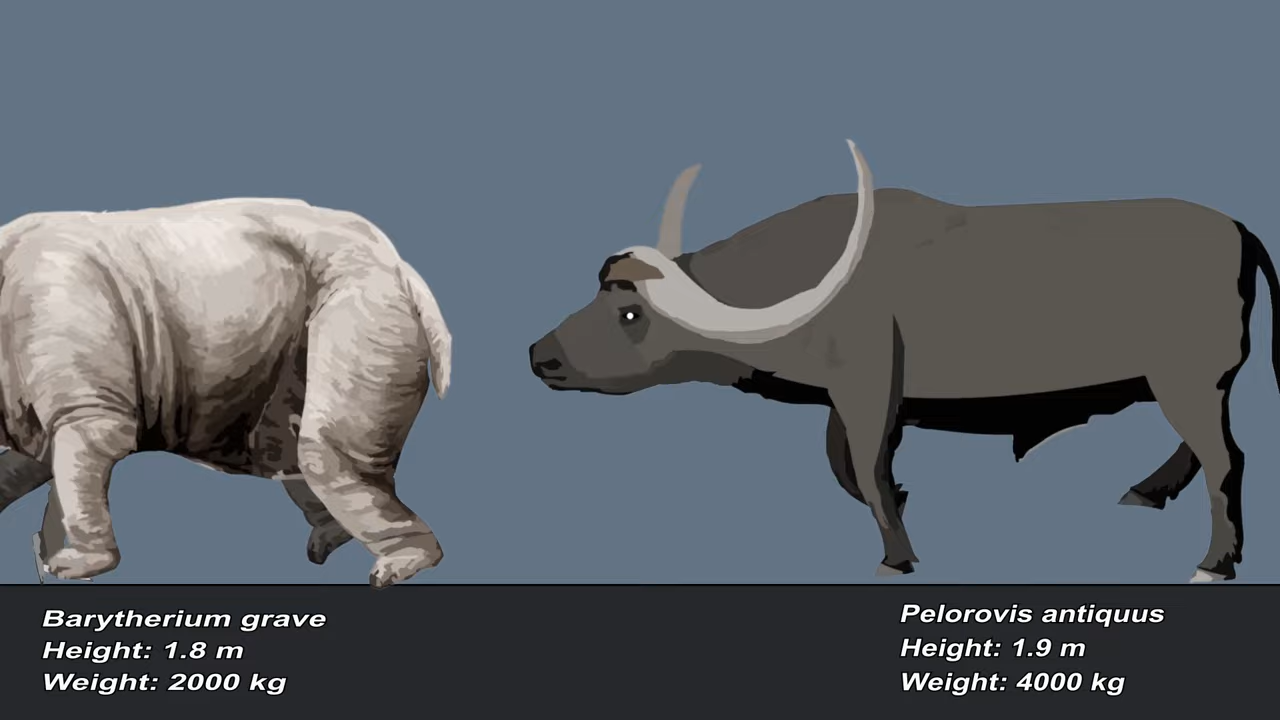 Barytherium grave
Height: 1.8 m
Weight: 2000 kg
Pelorovis antiquus
Height: 1.9 m
Weight: 4000 kg